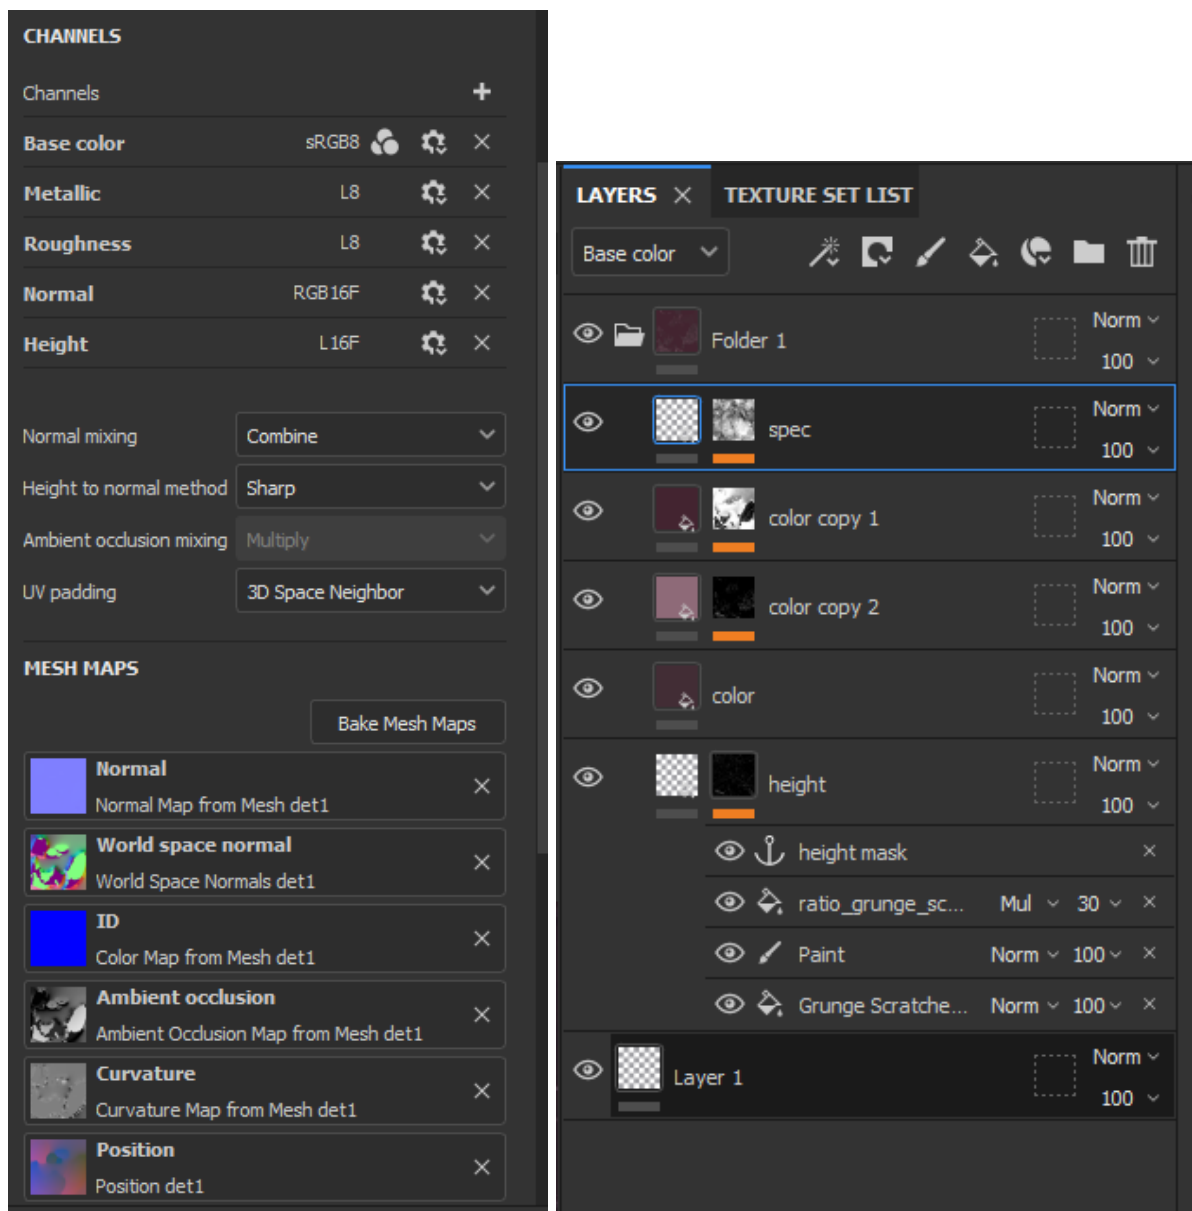 CHANNELS
Channels
Base color sRGB8
Metallic L8
Roughness L8
Normal RGB16F
Height L16F
Normal mixing Combine
Height to normal method Sharp
Ambient occlusion mixing Multiply
UV padding 3D Space Neighbor
MESH MAPS
Bake Mesh Maps
Normal
Normal Map from Mesh det1
World space normal
World Space Normals det1
ID
Color Map from Mesh det1
Ambient occlusion
Ambient Occlusion Map from Mesh det1
Curvature
Curvature Map from Mesh det1
Position
Position det1
LAYERS TEXTURE SET LIST
Base color
Norm
Folder 1
100
Norm
spec
100
Norm
color copy 1
100
Norm
color copy 2
100
Norm
color
100
Norm
height
100
height mask
ratio_grunge_sc... Mul 30
Paint Norm 100
Grunge Scratche... Norm 100
Norm
Layer 1
100